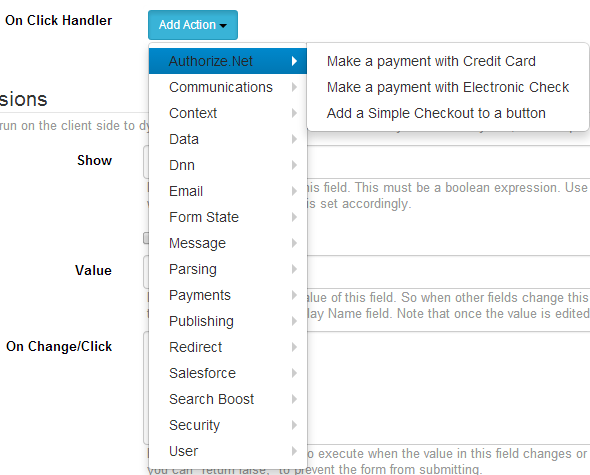 On Click Handler
Add Action
Authorize.Net
Make a payment with Credit Card
Communications
Make a payment with Electronic Check
sions
Context
Add a Simple Checkout to a button
run on the client side to dy
Data
Show
Dnn
Email
his field. This must be a boolean expression. Use
Form State
is set accordingly.
Message
Value
Parsing
Payments
alue of this field. So when other fields change this
Publishing
lay Name field. Note that once the value is edited
On Change/Click
Redirect
Salesforce
Search Boost
Security
User
o execute when the value in this field changes or
you can "return false;" to prevent the form from submitting.